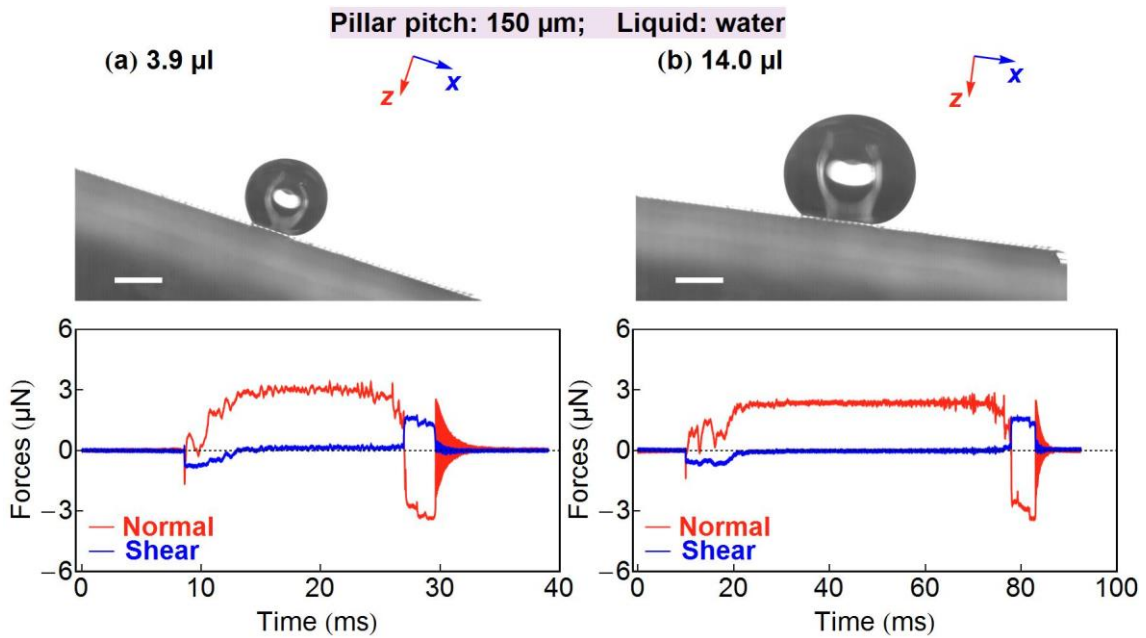 Pillar pitch: 150 µm; Liquid: water
(a) 3.9 µl
(b) 14.0 µl
x
z
x
z
6
3
0
−3
−6
Forces (µN)
Normal
Shear
0 10 20 30 40
Time (ms)
6
3
0
−3
−6
Forces (µN)
Normal
Shear
0 20 40 60 80 100
Time (ms)